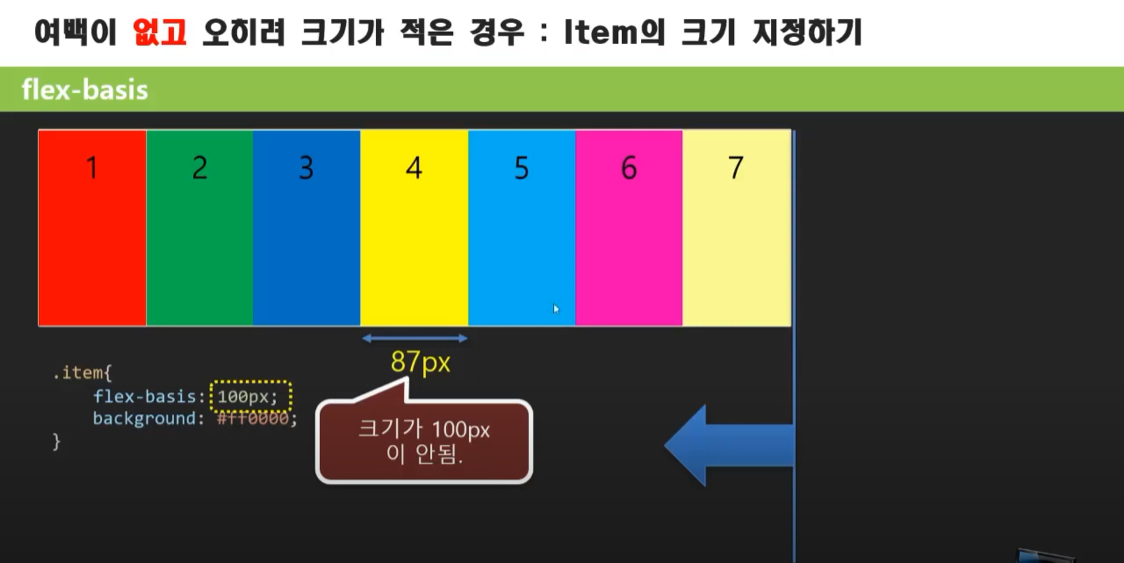 여백이 없고 오히려 크기가 적은 경우 : Item의 크기 지정하기
flex-basis
1 2 3 4 5 6 7
87px
.item{
flex-basis: 100px;
background: #ff0000;
}
크기가 100px
이 안됨.